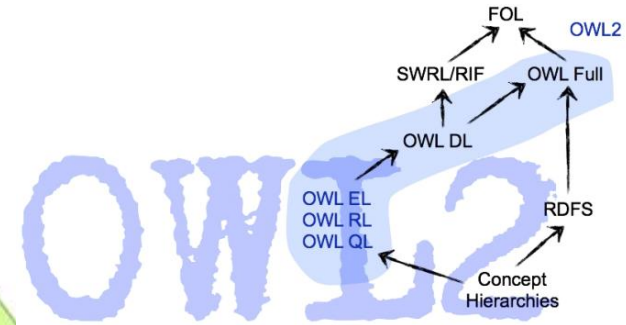 FOL
OWL2
SWRL/RIF
OWL Full
OWL DL
OWL EL
OWL RL
OWL QL
RDFS
Concept
Hierarchies
OWL2